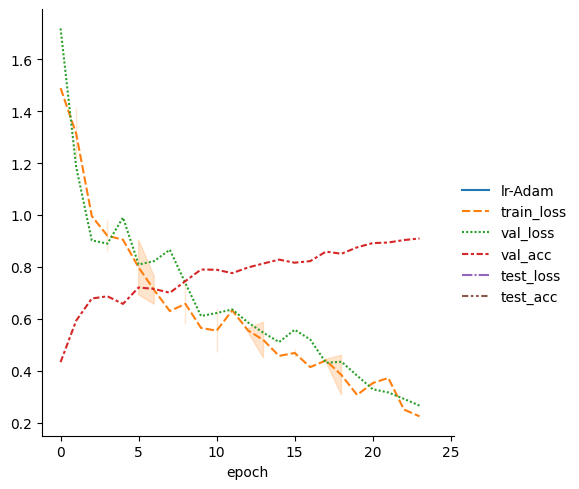 1.6
1.4
1.2
1.0
0.8
0.6
0.4
0.2
0 5 10 15 20 25
epoch
lr-Adam
train_loss
val_loss
val_acc
test_loss
test_acc